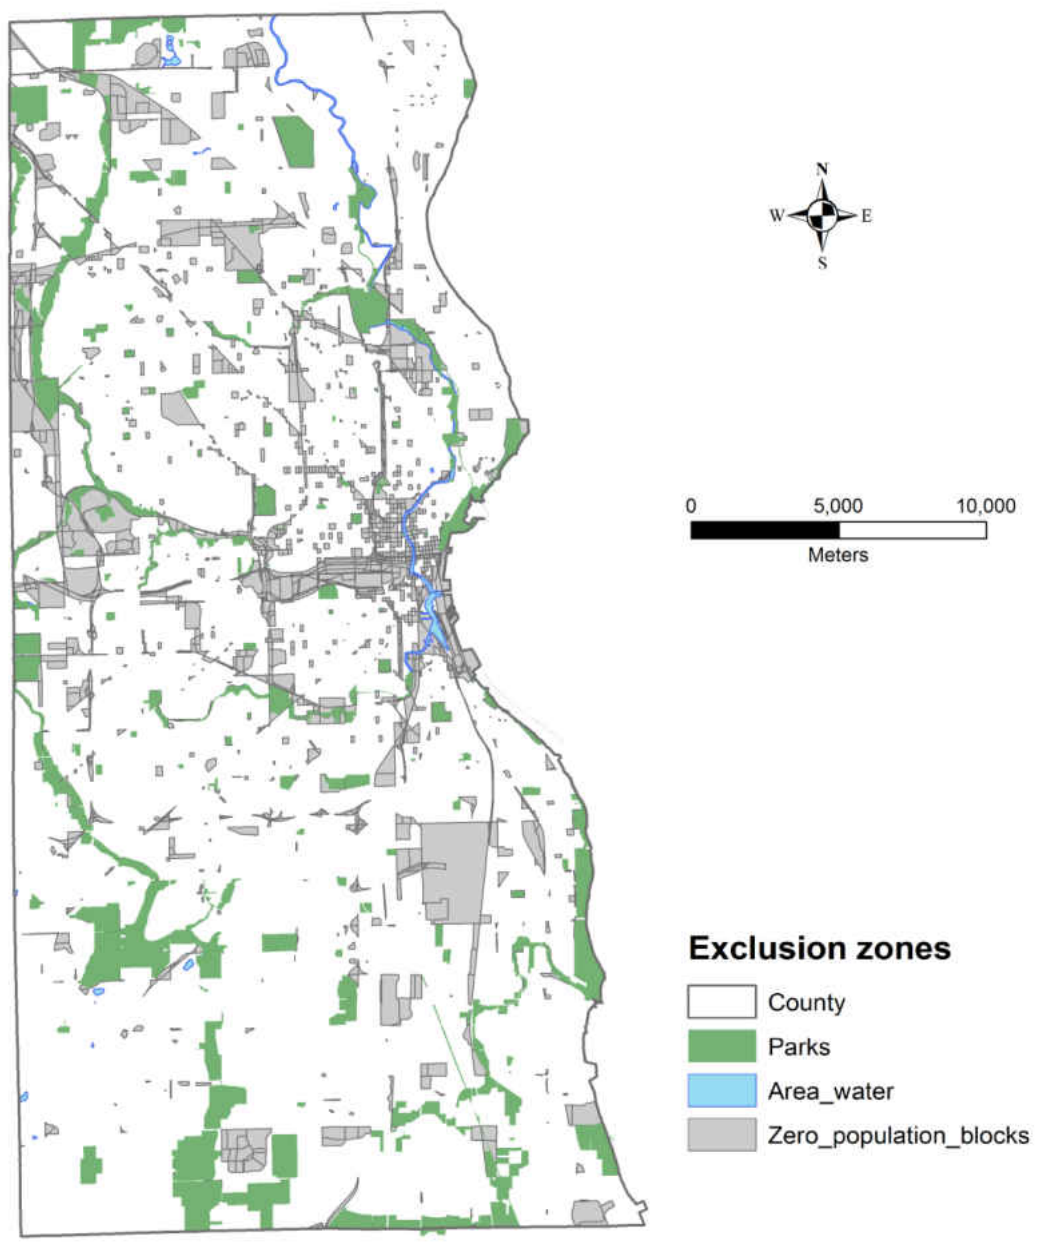 N
W E
S
0 5,000 10,000
Meters
Exclusion zones
County
Parks
Area_water
Zero_population_blocks